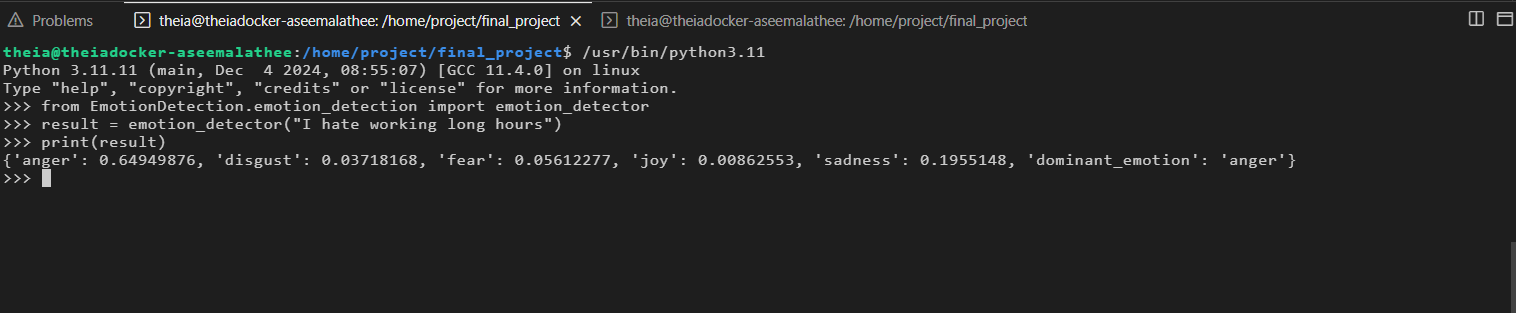 Problems theia@theiadocker-aseemalathee: /home/project/final_project theia@theiadocker-aseemalathee: /home/project/final_project
theia@theiadocker-aseemalathee:/home/project/final_project$ /usr/bin/python3.11
Python 3.11.11 (main, Dec  4 2024, 08:55:07) [GCC 11.4.0] on linux
Type "help", "copyright", "credits" or "license" for more information.
>>> from EmotionDetection.emotion_detection import emotion_detector
>>> result = emotion_detector("I hate working long hours")
>>> print(result)
{'anger': 0.64949876, 'disgust': 0.03718168, 'fear': 0.05612277, 'joy': 0.00862553, 'sadness': 0.1955148, 'dominant_emotion': 'anger'}
>>>